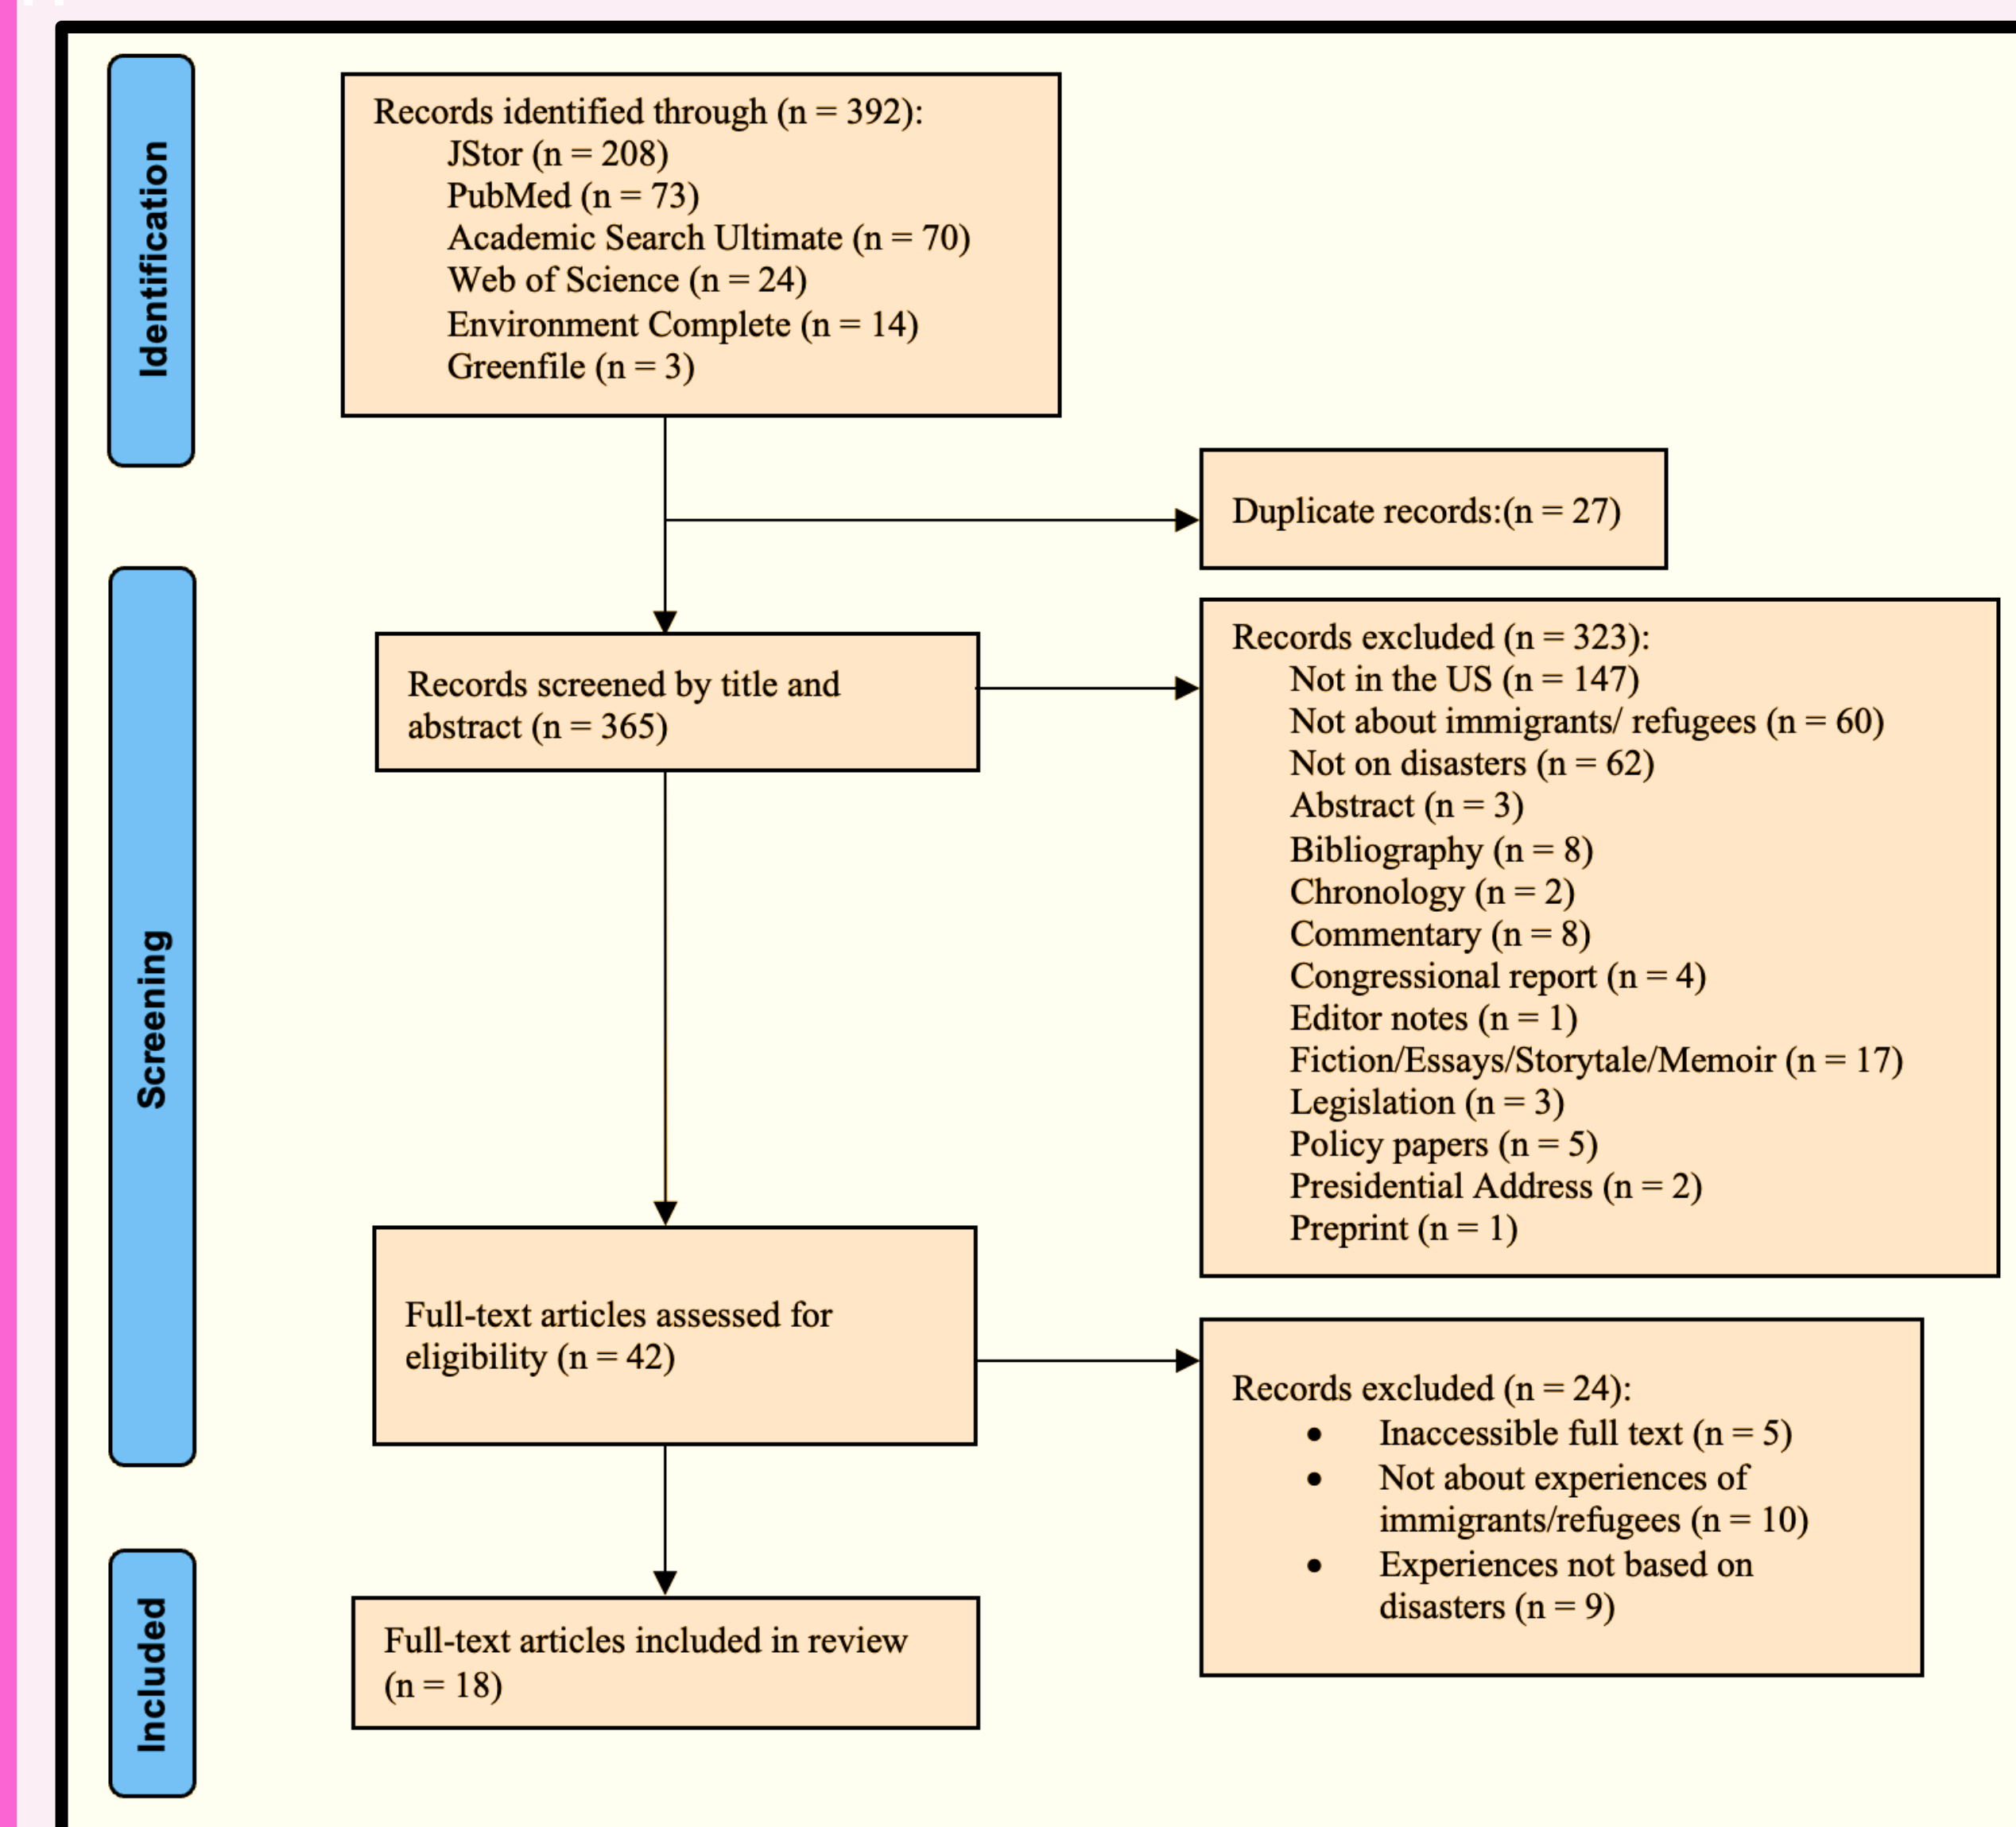 Identification
Records identified through (n = 392):
JStor (n = 208)
PubMed (n = 73)
Academic Search Ultimate (n = 70)
Web of Science (n = 24)
Environment Complete (n = 14)
Greenfile (n = 3)
Duplicate records:(n = 27)
Screening
Records screened by title and
abstract (n = 365)
Records excluded (n = 323):
Not in the US (n = 147)
Not about immigrants/ refugees (n = 60)
Not on disasters (n = 62)
Abstract (n = 3)
Bibliography (n = 8)
Chronology (n = 2)
Commentary (n = 8)
Congressional report (n = 4)
Editor notes (n = 1)
Fiction/Essays/Storytale/Memoir (n = 17)
Legislation (n = 3)
Policy papers (n = 5)
Presidential Address (n = 2)
Preprint (n = 1)
Full-text articles assessed for
eligibility (n = 42)
Records excluded (n = 24):
• Inaccessible full text (n = 5)
• Not about experiences of
immigrants/refugees (n = 10)
• Experiences not based on
disasters (n = 9)
Included
Full-text articles included in review
(n = 18)